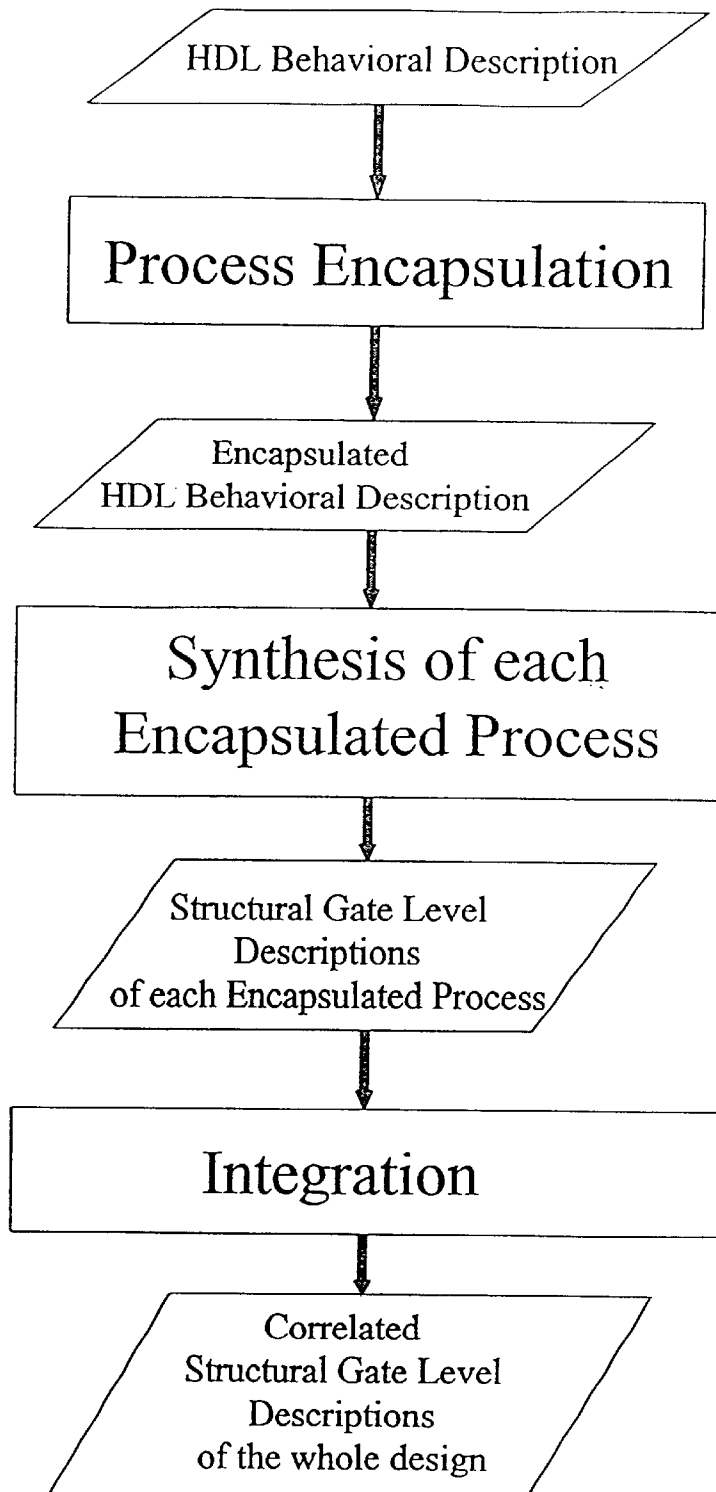 HDL Behavioral Description
Process Encapsulation
Encapsulated
HDL Behavioral Description
Synthesis of each
Encapsulated Process
Structural Gate Level
Descriptions
of each Encapsulated Process
Integration
Correlated
Structural Gate Level
Descriptions
of the whole design